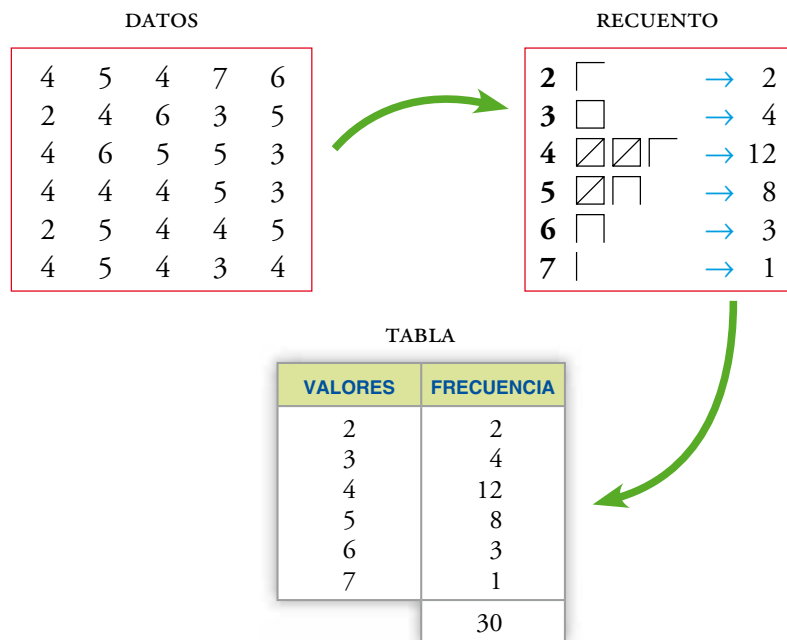 DATOS
4 5 4 7 6
2 4 6 3 5
4 6 5 5 3
4 4 4 5 3
2 5 4 4 5
4 5 4 3 4
RECUENTO
2 → 2
3 → 4
4 → 12
5 → 8
6 → 3
7 → 1
TABLA
VALORES FRECUENCIA
2 2
3 4
4 12
5 8
6 3
7 1
30